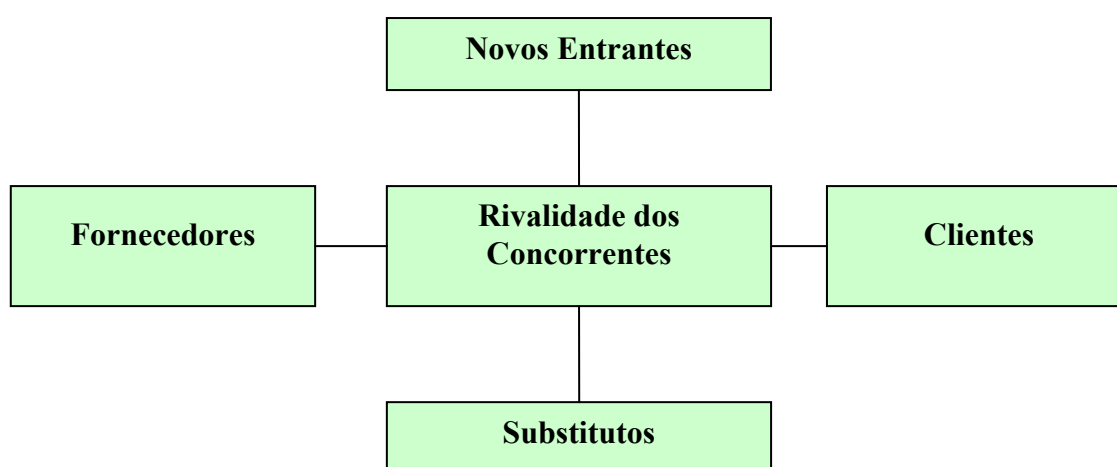 Novos Entrantes
Fornecedores
Rivalidade dos
Concorrentes
Clientes
Substitutos